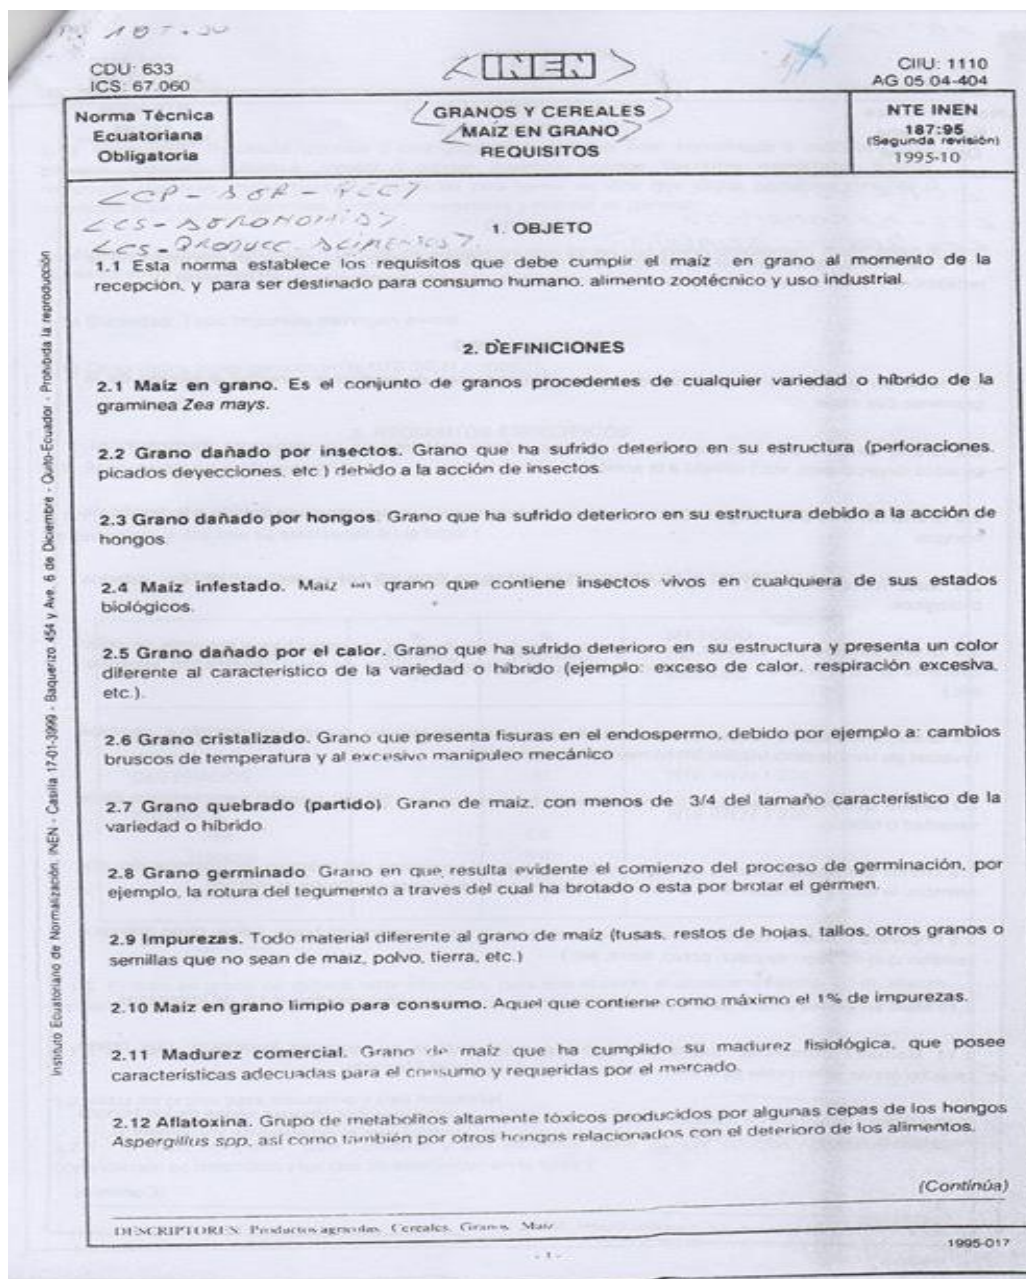 CDU: 633
ICS: 67.060
INEN
CIIU: 1110
AG 05 04-404
Norma Técnica
Ecuatoriana
Obligatoria
GRANOS Y CEREALES
MAIZ EN GRANO
REQUISITOS
NTE INEN
187:95
(Segunda revisión)
1995-10
1. OBJETO
1.1 Esta norma establece los requisitos que debe cumplir el maíz en grano al momento de la
recepción, y para ser destinado para consumo humano, alimento zootécnico y uso industrial.
2. DEFINICIONES
2.1 Maíz en grano. Es el conjunto de granos procedentes de cualquier variedad o híbrido de la
graminea Zea mays.
2.2 Grano dañado por insectos. Grano que ha sufrido deterioro en su estructura (perforaciones,
picados deyecciones, etc.) debido a la acción de insectos.
2.3 Grano dañado por hongos. Grano que ha sufrido deterioro en su estructura debido a la acción de
hongos
2.4 Maíz infestado. Maíz en grano que contiene insectos vivos en cualquiera de sus estados
biológicos.
2.5 Grano dañado por el calor. Grano que ha sufrido deterioro en su estructura y presenta un color
diferente al característico de la variedad o híbrido (ejemplo: exceso de calor, respiración excesiva,
etc.).
2.6 Grano cristalizado. Grano que presenta fisuras en el endospermo, debido por ejemplo a: cambios
bruscos de temperatura y al excesivo manipuleo mecánico
2.7 Grano quebrado (partido). Grano de maíz, con menos de 3/4 del tamaño característico de la
variedad o híbrido.
2.8 Grano germinado. Grano en que resulta evidente el comienzo del proceso de germinación, por
ejemplo, la rotura del tegumento a traves del cual ha brotado o esta por brotar el gérmen.
2.9 Impurezas. Todo material diferente al grano de maíz (tusas, restos de hojas, tallos, otros granos o
semillas que no sean de maíz, polvo, tierra, etc.)
2.10 Maíz en grano limpio para consumo. Aquel que contiene como máximo el 1% de impurezas.
2.11 Madurez comercial. Grano de maíz que ha cumplido su madurez fisiológica, que posee
características adecuadas para el consumo y requeridas por el mercado.
2.12 Aflatoxina. Grupo de metabolitos altamente tóxicos producidos por algunas cepas de los hongos
Aspergillus spp, así como también por otros hongos relacionados con el deterioro de los alimentos.
(Continúa)
DESCRIPTORES: Productos agrícolas, Cereales, Granos, Maíz
1995-017
- 1 -
Instituto Ecuatoriano de Normalización, INEN - Casilla 17-01-3999 - Baquerizo 454 y Ave. 6 de Diciembre - Quito-Ecuador - Prohibida la reproducción